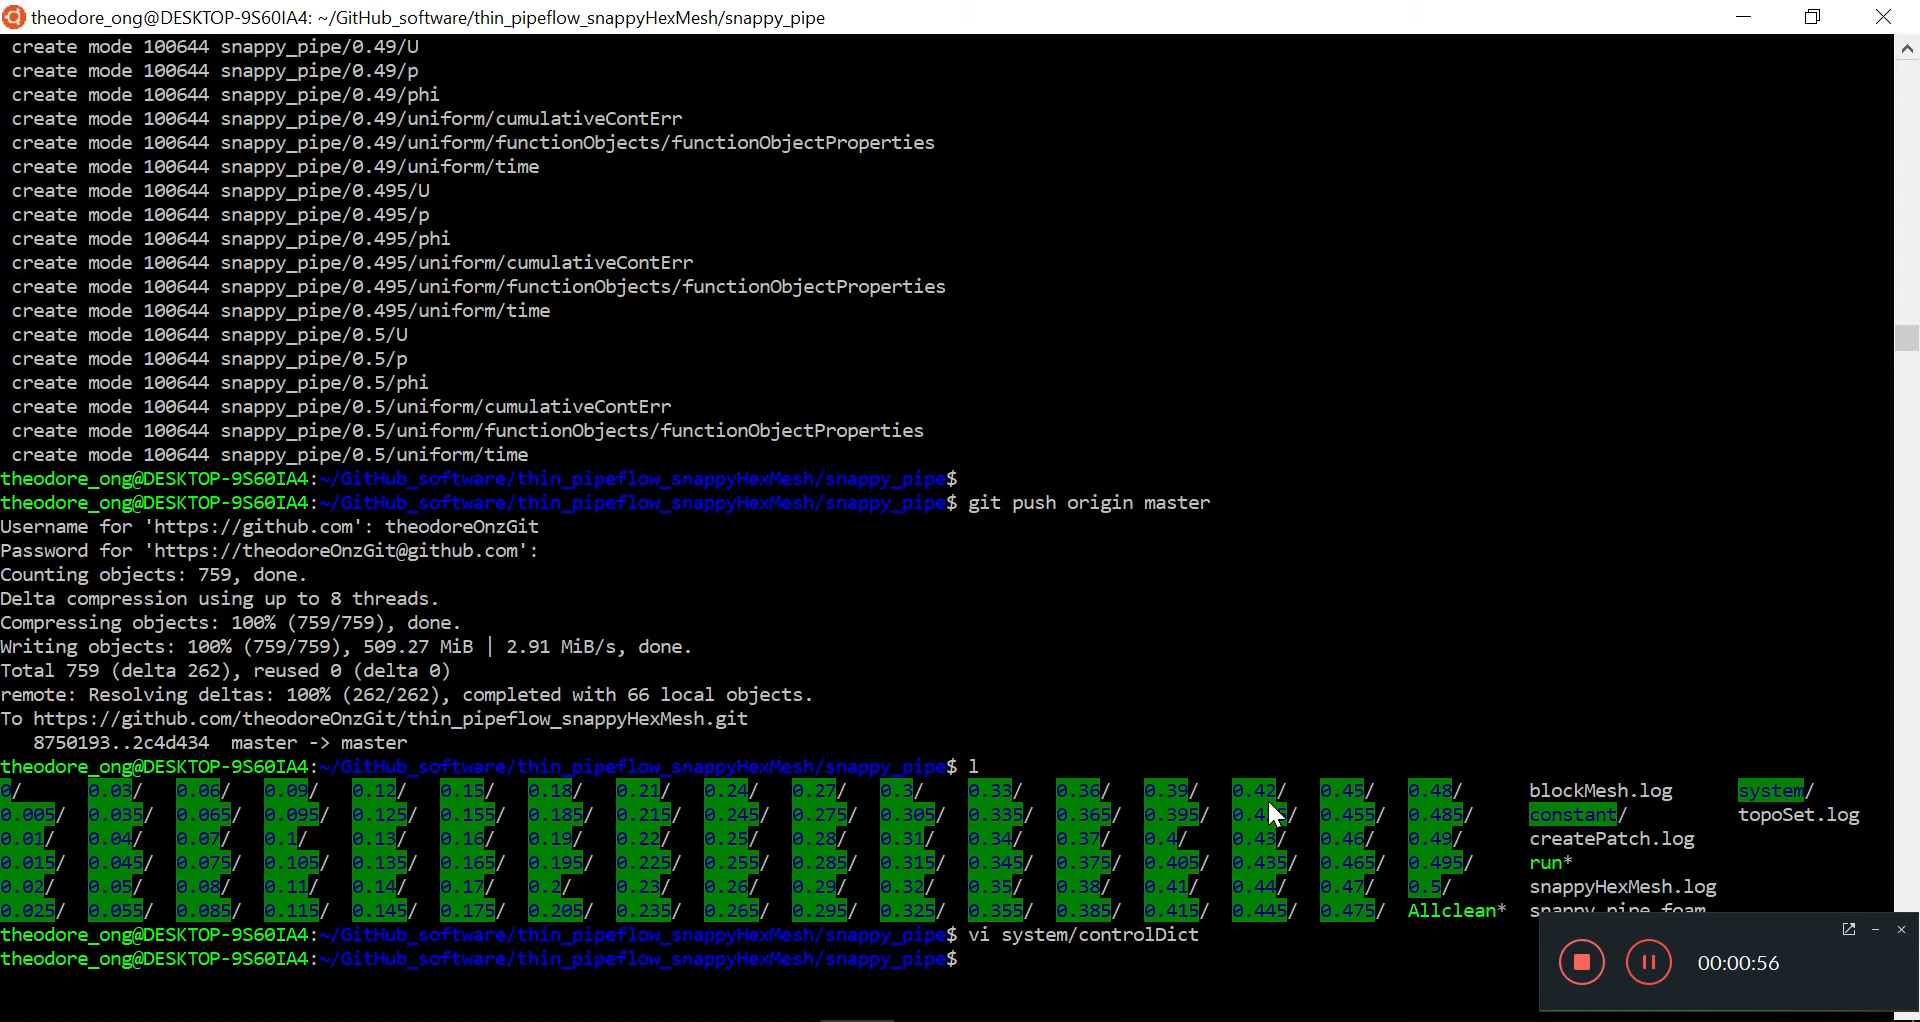 theodore_ong@DESKTOP-9S60IA4: ~/GitHub_software/thin_pipeflow_snappyHexMesh/snappy_pipe
create mode 100644 snappy_pipe/0.49/U
create mode 100644 snappy_pipe/0.49/p
create mode 100644 snappy_pipe/0.49/phi
create mode 100644 snappy_pipe/0.49/uniform/cumulativeContErr
create mode 100644 snappy_pipe/0.49/uniform/functionObjects/functionObjectProperties
create mode 100644 snappy_pipe/0.49/uniform/time
create mode 100644 snappy_pipe/0.495/U
create mode 100644 snappy_pipe/0.495/p
create mode 100644 snappy_pipe/0.495/phi
create mode 100644 snappy_pipe/0.495/uniform/cumulativeContErr
create mode 100644 snappy_pipe/0.495/uniform/functionObjects/functionObjectProperties
create mode 100644 snappy_pipe/0.495/uniform/time
create mode 100644 snappy_pipe/0.5/U
create mode 100644 snappy_pipe/0.5/p
create mode 100644 snappy_pipe/0.5/phi
create mode 100644 snappy_pipe/0.5/uniform/cumulativeContErr
create mode 100644 snappy_pipe/0.5/uniform/functionObjects/functionObjectProperties
create mode 100644 snappy_pipe/0.5/uniform/time
theodore_ong@DESKTOP-9S60IA4:~/GitHub_software/thin_pipeflow_snappyHexMesh/snappy_pipe$
theodore_ong@DESKTOP-9S60IA4:~/GitHub_software/thin_pipeflow_snappyHexMesh/snappy_pipe$ git push origin master
Username for 'https://github.com': theodoreOnzGit
Password for 'https://theodoreOnzGit@github.com':
Counting objects: 759, done.
Delta compression using up to 8 threads.
Compressing objects: 100% (759/759), done.
Writing objects: 100% (759/759), 509.27 MiB | 2.91 MiB/s, done.
Total 759 (delta 262), reused 0 (delta 0)
remote: Resolving deltas: 100% (262/262), completed with 66 local objects.
To https://github.com/theodoreOnzGit/thin_pipeflow_snappyHexMesh.git
8750193..2c4d434 master -> master
theodore_ong@DESKTOP-9S60IA4:~/GitHub_software/thin_pipeflow_snappyHexMesh/snappy_pipe$ l
0/ 0.03/ 0.06/ 0.09/ 0.12/ 0.15/ 0.18/ 0.21/ 0.24/ 0.27/ 0.3/ 0.33/ 0.36/ 0.39/ 0.42/ 0.45/ 0.48/ blockMesh.log system/
0.005/ 0.035/ 0.065/ 0.095/ 0.125/ 0.155/ 0.185/ 0.215/ 0.245/ 0.275/ 0.305/ 0.335/ 0.365/ 0.395/ 0.455/ 0.485/ constant/ topoSet.log
0.01/ 0.04/ 0.07/ 0.1/ 0.13/ 0.16/ 0.19/ 0.22/ 0.25/ 0.28/ 0.31/ 0.34/ 0.37/ 0.4/ 0.43/ 0.46/ 0.49/ createPatch.log
0.015/ 0.045/ 0.075/ 0.105/ 0.135/ 0.165/ 0.195/ 0.225/ 0.255/ 0.285/ 0.315/ 0.345/ 0.375/ 0.405/ 0.435/ 0.465/ 0.495/ run*
0.02/ 0.05/ 0.08/ 0.11/ 0.14/ 0.17/ 0.2/ 0.23/ 0.26/ 0.29/ 0.32/ 0.35/ 0.38/ 0.41/ 0.44/ 0.47/ 0.5/ snappyHexMesh.log
0.025/ 0.055/ 0.085/ 0.115/ 0.145/ 0.175/ 0.205/ 0.235/ 0.265/ 0.295/ 0.325/ 0.355/ 0.385/ 0.415/ 0.445/ 0.475/ Allclean* snappy_pipe.foam
theodore_ong@DESKTOP-9S60IA4:~/GitHub_software/thin_pipeflow_snappyHexMesh/snappy_pipe$ vi system/controlDict
theodore_ong@DESKTOP-9S60IA4:~/GitHub_software/thin_pipeflow_snappyHexMesh/snappy_pipe$
00:00:56